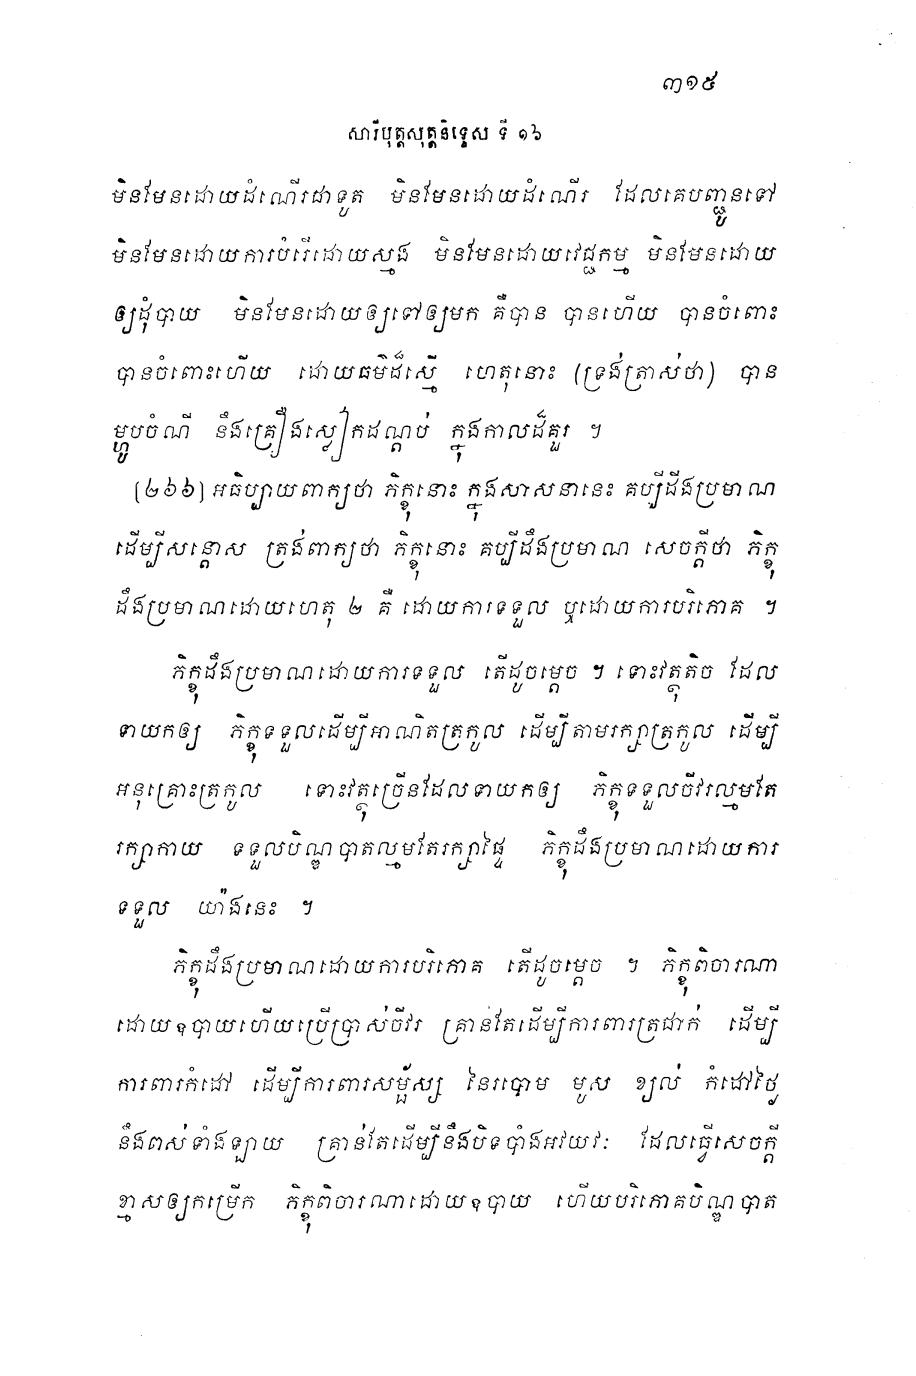 ៣១៥
សារីបុត្តសុត្តនិទ្ទេស ទី ១៦
មិនមែនដោយដំណើរជាទូត មិនមែនដោយដំណើរ ដែលគេបញ្ជូនទៅ
មិនមែនដោយការបំរើដោយស្មង មិនមែនដោយវេជ្ជកម្ម មិនមែនដោយ
ឲ្យដុំបាយ មិនមែនដោយឲ្យទៅឲ្យមក គឺបាន បានហើយ បានចំពោះ
បានចំពោះហើយ ដោយធម៌ដ៏ស្មើ ហេតុនោះ (ទ្រង់ត្រាស់ថា) បាន
ម្ហូបចំណី នឹងគ្រឿងស្លៀកដណ្តប់ ក្នុងកាលដ៏គួរ ។
(២៦៦) អធិប្បាយពាក្យថា ភិក្ខុនោះ ក្នុងសាសនានេះ គប្បីដឹងប្រមាណ
ដើម្បីសន្តោស ត្រង់ពាក្យថា ភិក្ខុនោះ គប្បីដឹងប្រមាណ សេចក្តីថា ភិក្ខុ
ដឹងប្រមាណដោយហេតុ ២ គឺ ដោយការទទួល ឬដោយការបរិភោគ ។
ភិក្ខុដឹងប្រមាណដោយការទទួល តើដូចម្តេច ។ ទោះវត្ថុតិច ដែល
ទាយកឲ្យ ភិក្ខុទទួលដើម្បីអាណិតត្រកូល ដើម្បីតាមរក្សាត្រកូល ដើម្បី
អនុគ្រោះត្រកូល ទោះវត្ថុច្រើនដែលទាយកឲ្យ ភិក្ខុទទួលចីវរល្មមតែ
រក្សាកាយ ទទួលបិណ្ឌបាតល្មមតែរក្សាផ្ទៃ ភិក្ខុដឹងប្រមាណដោយការ
ទទួល យ៉ាងនេះ ។
ភិក្ខុដឹងប្រមាណដោយការបរិភោគ តើដូចម្តេច ។ ភិក្ខុពិចារណា
ដោយឧបាយហើយប្រើប្រាស់ចីវរ គ្រាន់តែដើម្បីការពារត្រជាក់ ដើម្បី
ការពារកំដៅ ដើម្បីការពារសម្ផ័ស្ស នៃរបោម មូស ខ្យល់ កំដៅថ្ងៃ
នឹងពស់ទាំងឡាយ គ្រាន់តែដើម្បីនឹងបិទបាំងអវយវៈ ដែលធ្វើសេចក្តី
ខ្មាសឲ្យកម្រើក ភិក្ខុពិចារណាដោយឧបាយ ហើយបរិភោគបិណ្ឌបាត